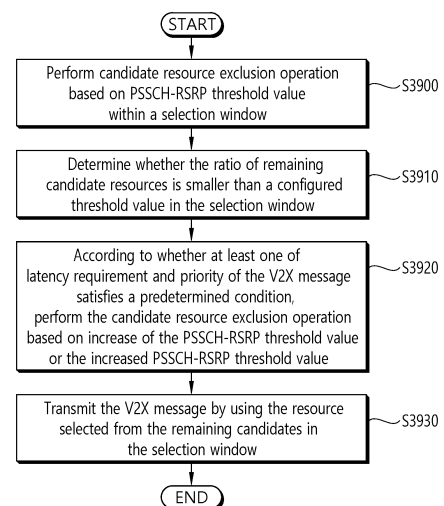 START
Perform candidate resource exclusion operation
based on PSSCH-RSRP threshold value
within a selection window
S3900
Determine whether the ratio of remaining
candidate resources is smaller than a configured
threshold value in the selection window
S3910
According to whether at least one of
latency requirement and priority of the V2X message
satisfies a predetermined condition,
perform the candidate resource exclusion operation
based on increase of the PSSCH-RSRP threshold value
or the increased PSSCH-RSRP threshold value
S3920
Transmit the V2X message by using the resource
selected from the remaining candidates in
the selection window
S3930
END